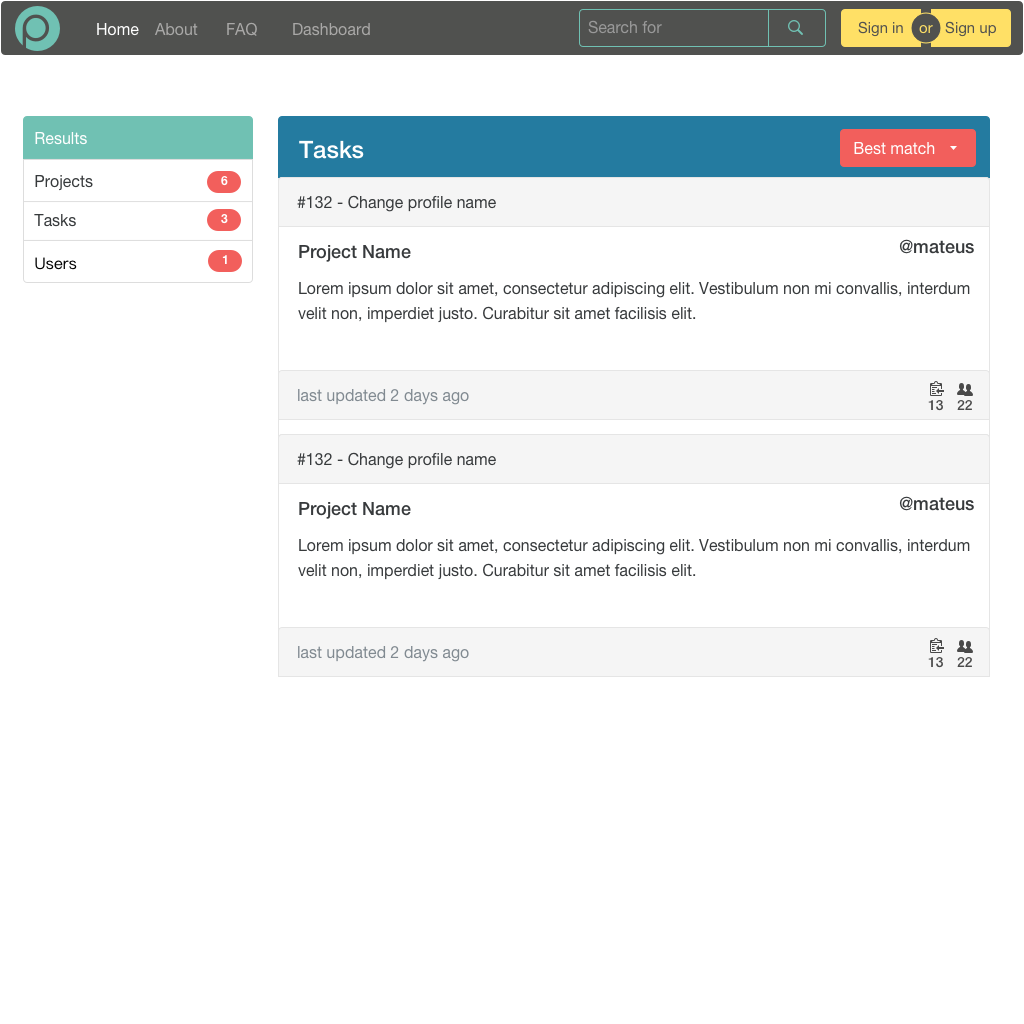 Home About FAQ Dashboard Search for Sign in or Sign up
Results
Projects 6
Tasks 3
Users 1
Tasks Best match
#132 - Change profile name
Project Name @mateus
Lorem ipsum dolor sit amet, consectetur adipiscing elit. Vestibulum non mi convallis, interdum
velit non, imperdiet justo. Curabitur sit amet facilisis elit.
last updated 2 days ago 13 22
#132 - Change profile name
Project Name @mateus
Lorem ipsum dolor sit amet, consectetur adipiscing elit. Vestibulum non mi convallis, interdum
velit non, imperdiet justo. Curabitur sit amet facilisis elit.
last updated 2 days ago 13 22